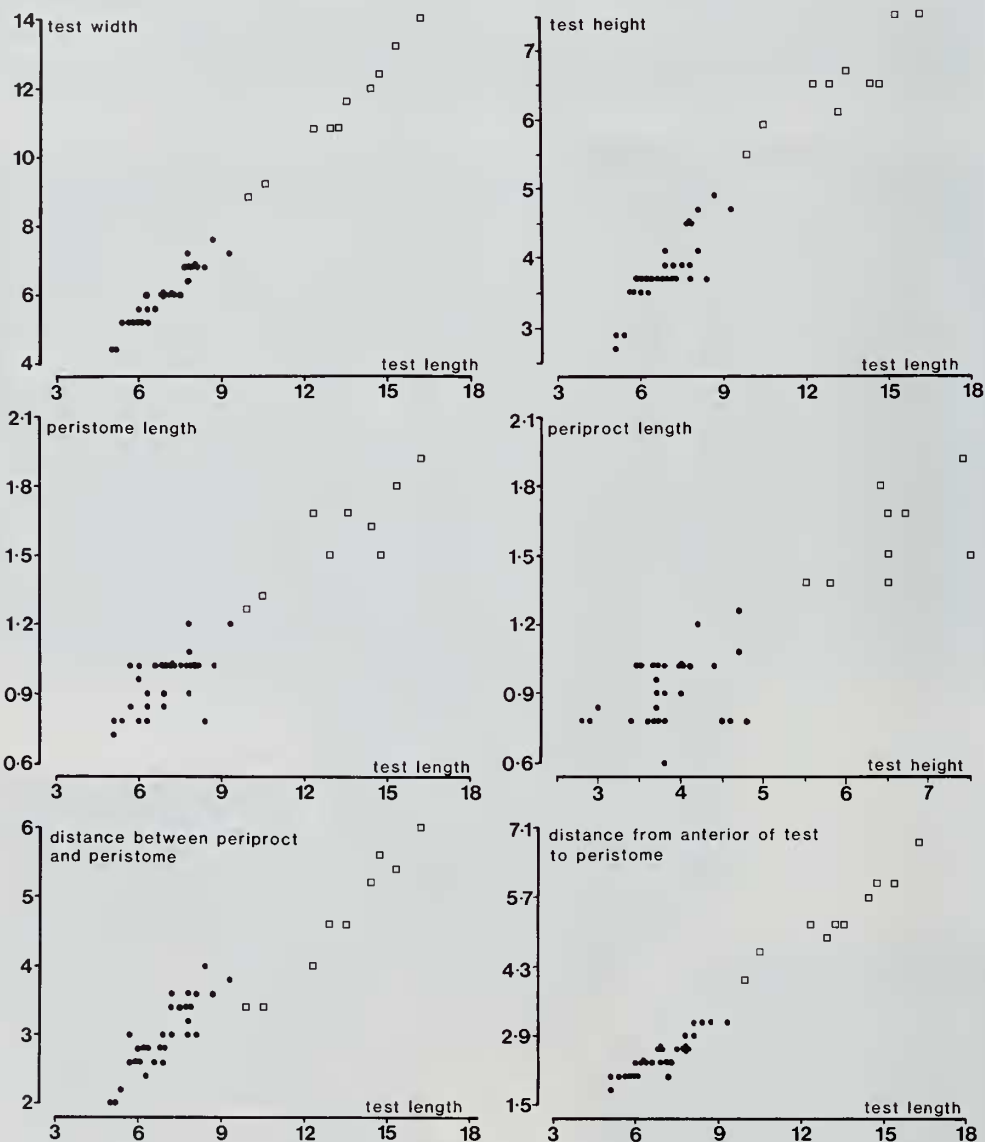 14
test width
12
10
8
6
4
test length
3 6 9 12 15 18
test height
7
6
5
4
3
test length
3 6 9 12 15 18
2·1
peristome length
1·8
1·5
1·2
0·9
0·6
test length
3 6 9 12 15 18
2·1
periproct length
1·8
1·5
1·2
0·9
0·6
test height
3 4 5 6 7
6
distance between periproct
and peristome
5
4
3
2
test length
3 6 9 12 15 18
7·1
distance from anterior of test
to peristome
5·7
4·3
2·9
1·5
test length
3 6 9 12 15 18